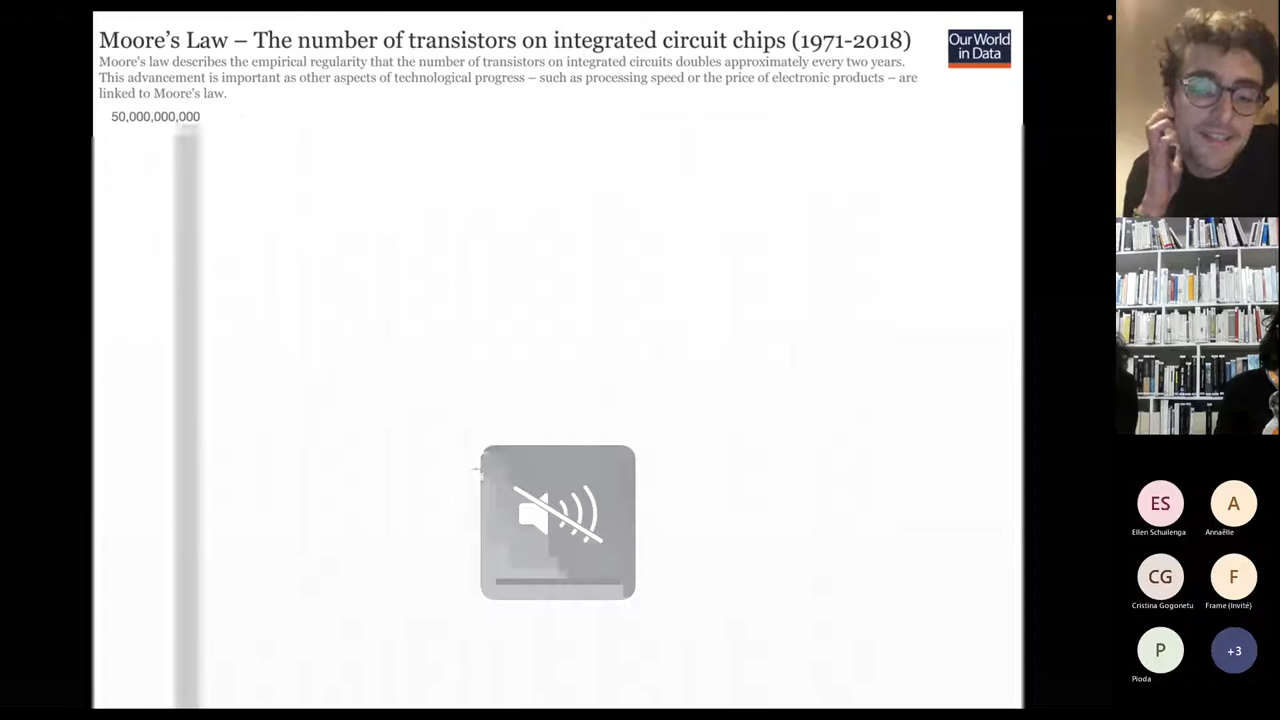 Moore's Law – The number of transistors on integrated circuit chips (1971-2018)
Our World
in Data
Moore's law describes the empirical regularity that the number of transistors on integrated circuits doubles approximately every two years.
This advancement is important as other aspects of technological progress – such as processing speed or the price of electronic products – are
linked to Moore's law.
50,000,000,000
ES
A
Ellen Schuilenga
Annaëlle
CG
F
Cristina Gogonetu
Frame (Invité)
P
+3
Pioda